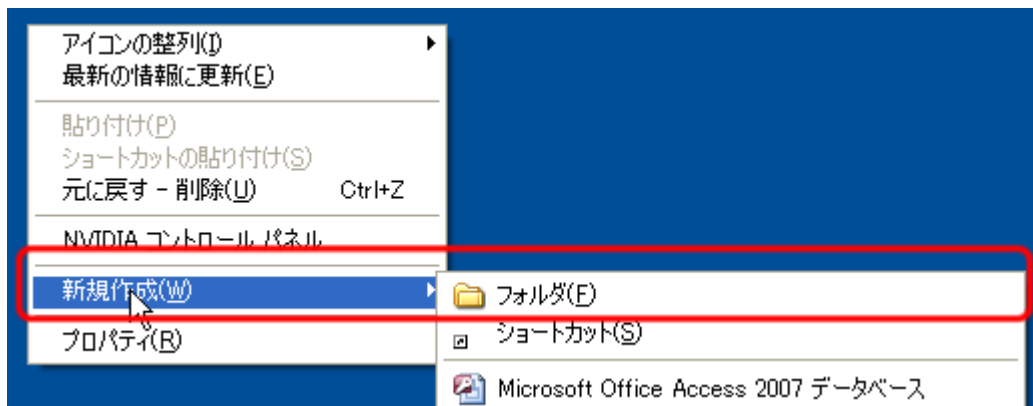 アイコンの整列(I)
最新の情報に更新(E)
貼り付け(P)
ショートカットの貼り付け(S)
元に戻す - 削除(U) Ctrl+Z
NVIDIA コントロール パネル
新規作成(W)
プロパティ(R)
フォルダ(F)
ショートカット(S)
Microsoft Office Access 2007 データベース